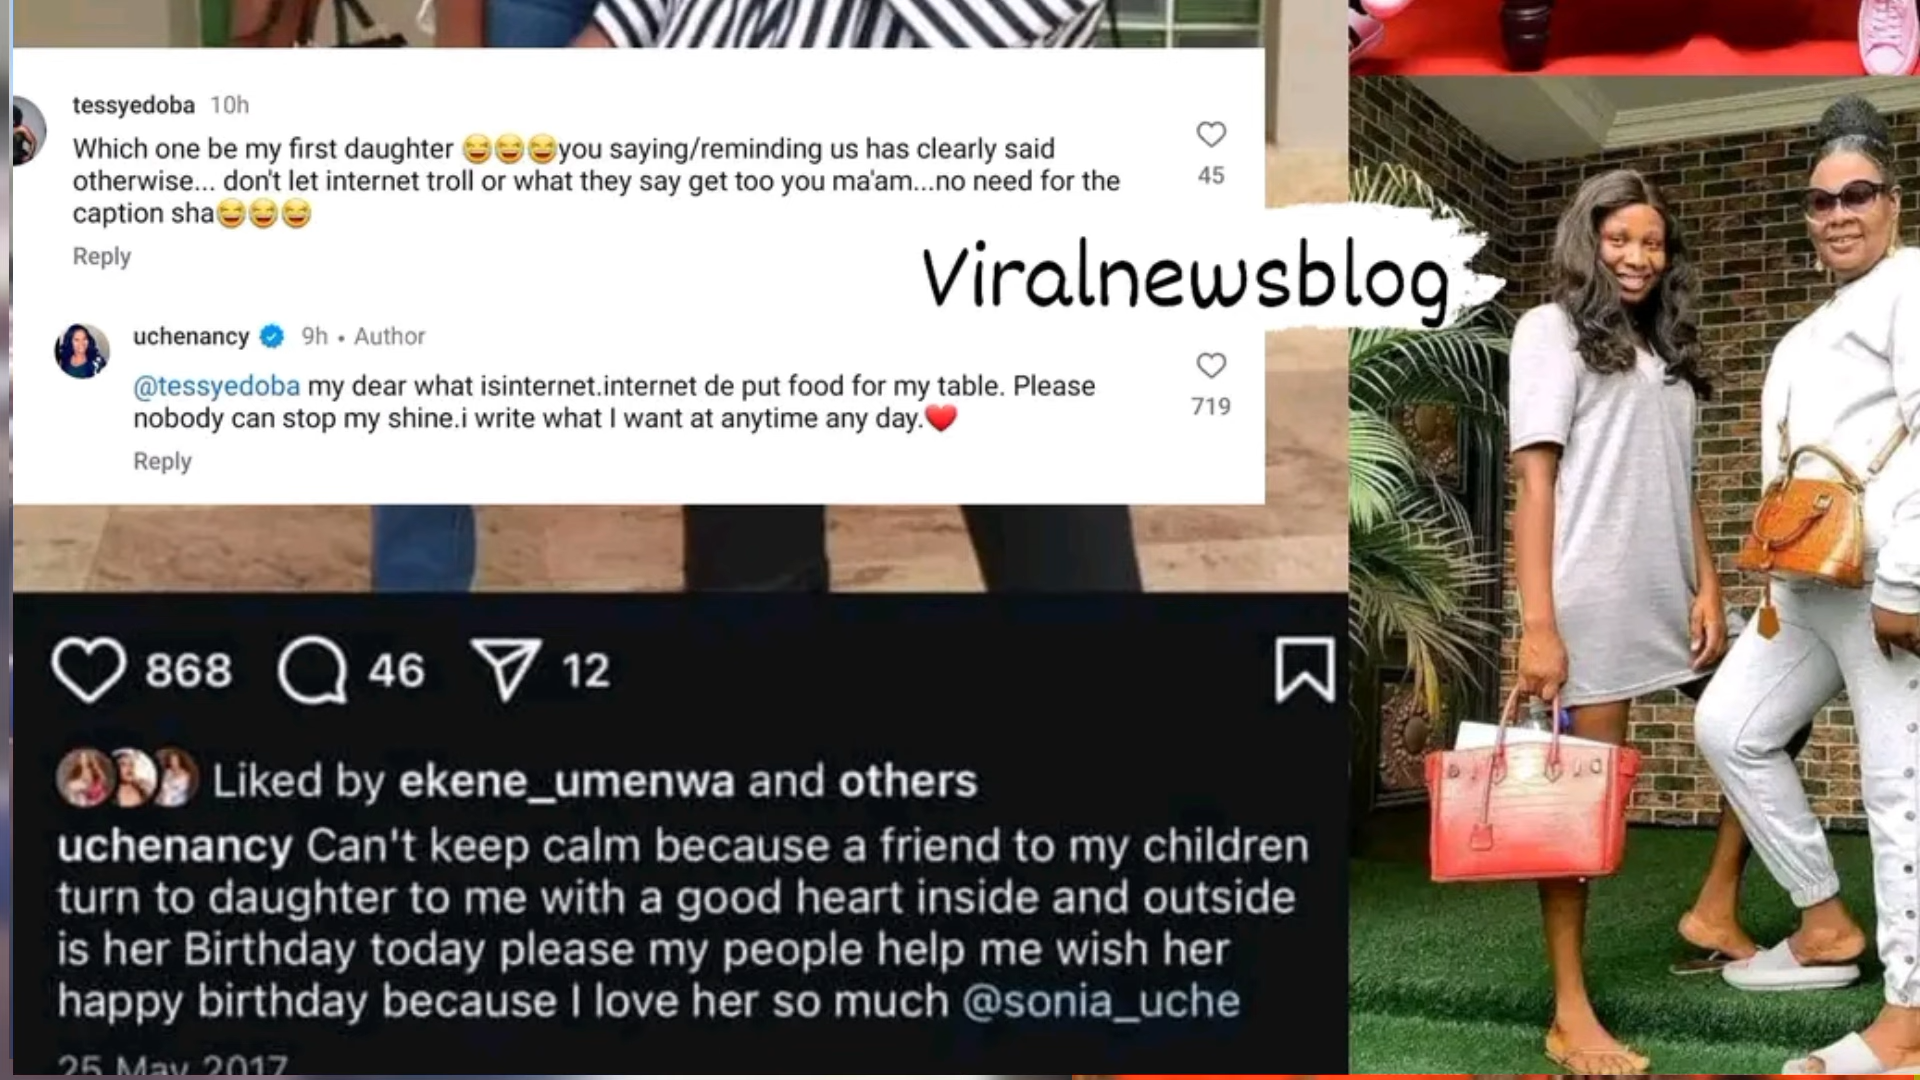 tessyedoba 10h
Which one be my first daughter 😂😂😂you saying/reminding us has clearly said
otherwise... don't let internet troll or what they say get too you ma'am...no need for the
caption sha😂😂😂
45
Reply
Viralnewsblog
uchenancy 9h • Author
@tessyedoba my dear what isinternet.internet de put food for my table. Please
nobody can stop my shine.i write what I want at anytime any day.❤️
719
Reply
868 46 12
Liked by ekene_umenwa and others
uchenancy Can't keep calm because a friend to my children
turn to daughter to me with a good heart inside and outside
is her Birthday today please my people help me wish her
happy birthday because I love her so much @sonia_uche
25 May 2017